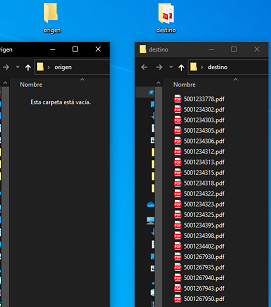 origen
destino
rigen
destino
origen
destino
Nombre
Nombre
Esta carpeta está vacía.
5001233778.pdf
5001234302.pdf
5001234303.pdf
5001234305.pdf
5001234306.pdf
5001234312.pdf
5001234313.pdf
5001234315.pdf
5001234318.pdf
5001234322.pdf
5001234323.pdf
5001234325.pdf
5001234395.pdf
5001234398.pdf
5001234402.pdf
5001267930.pdf
5001267935.pdf
5001267940.pdf
5001267943.pdf
5001267950.pdf